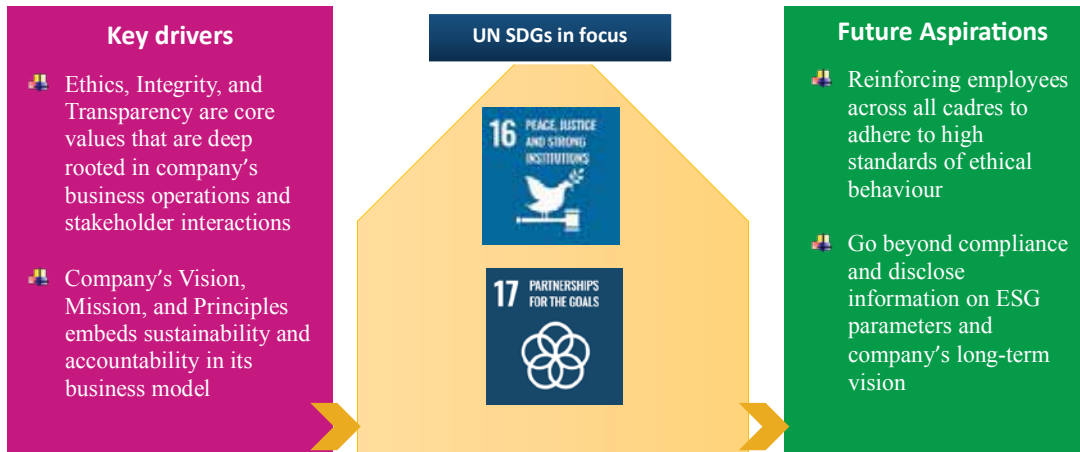 Key drivers
Ethics, Integrity, and
Transparency are core
values that are deep
rooted in company's
business operations and
stakeholder interactions
Company's Vision,
Mission, and Principles
embeds sustainability and
accountability in its
business model
UN SDGs in focus
16 PEACE, JUSTICE
AND STRONG
INSTITUTIONS
17 PARTNERSHIPS
FOR THE GOALS
Future Aspirations
Reinforcing employees
across all cadres to
adhere to high
standards of ethical
behaviour
Go beyond compliance
and disclose
information on ESG
parameters and
company's long-term
vision